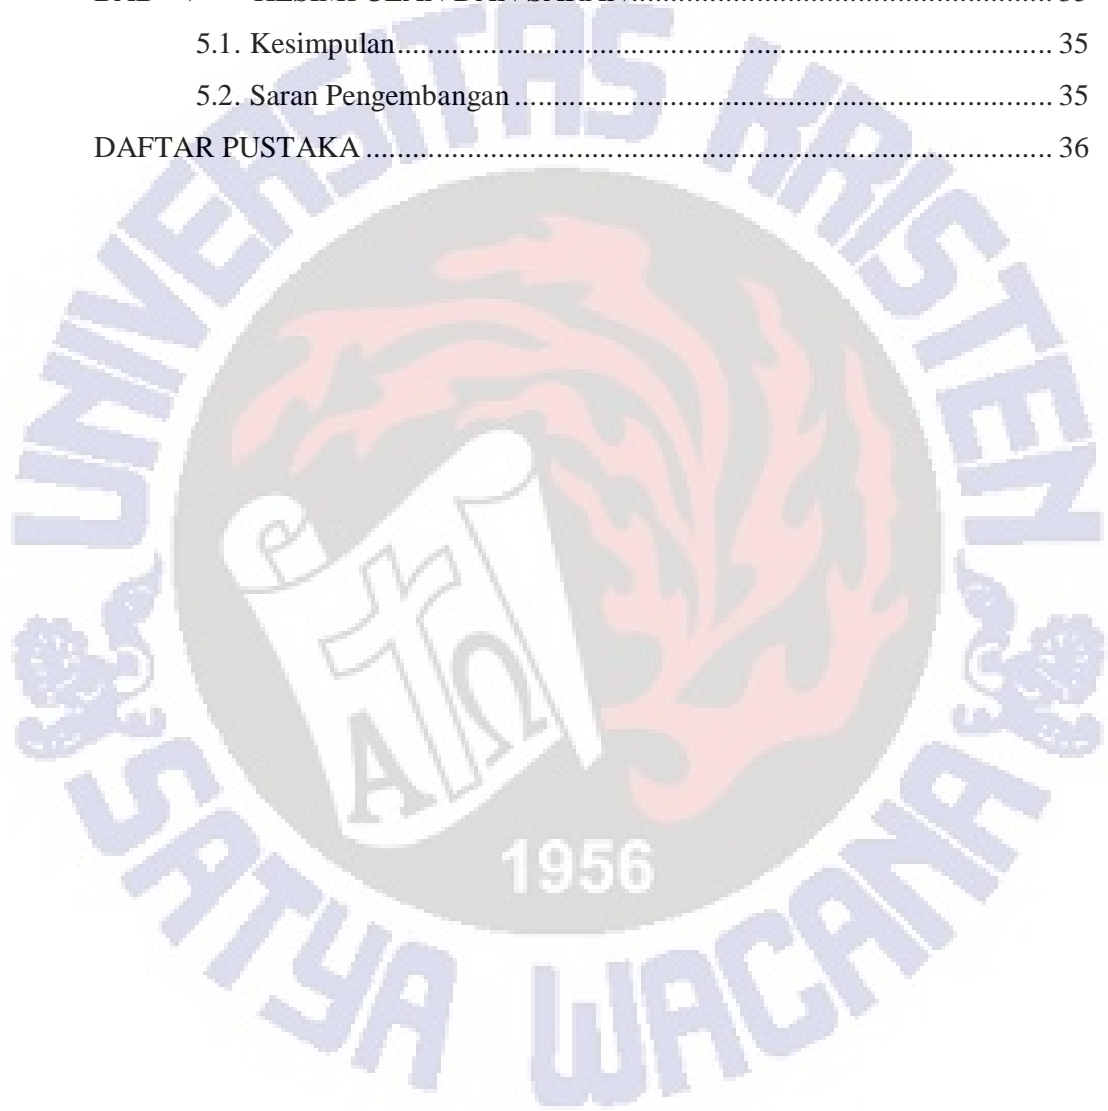 5.1. Kesimpulan.......... 35
5.2. Saran Pengembangan.......... 35
DAFTAR PUSTAKA.......... 36
UNIVERSITAS KRISTEN
Α Ω
1956
SATYA WACANA